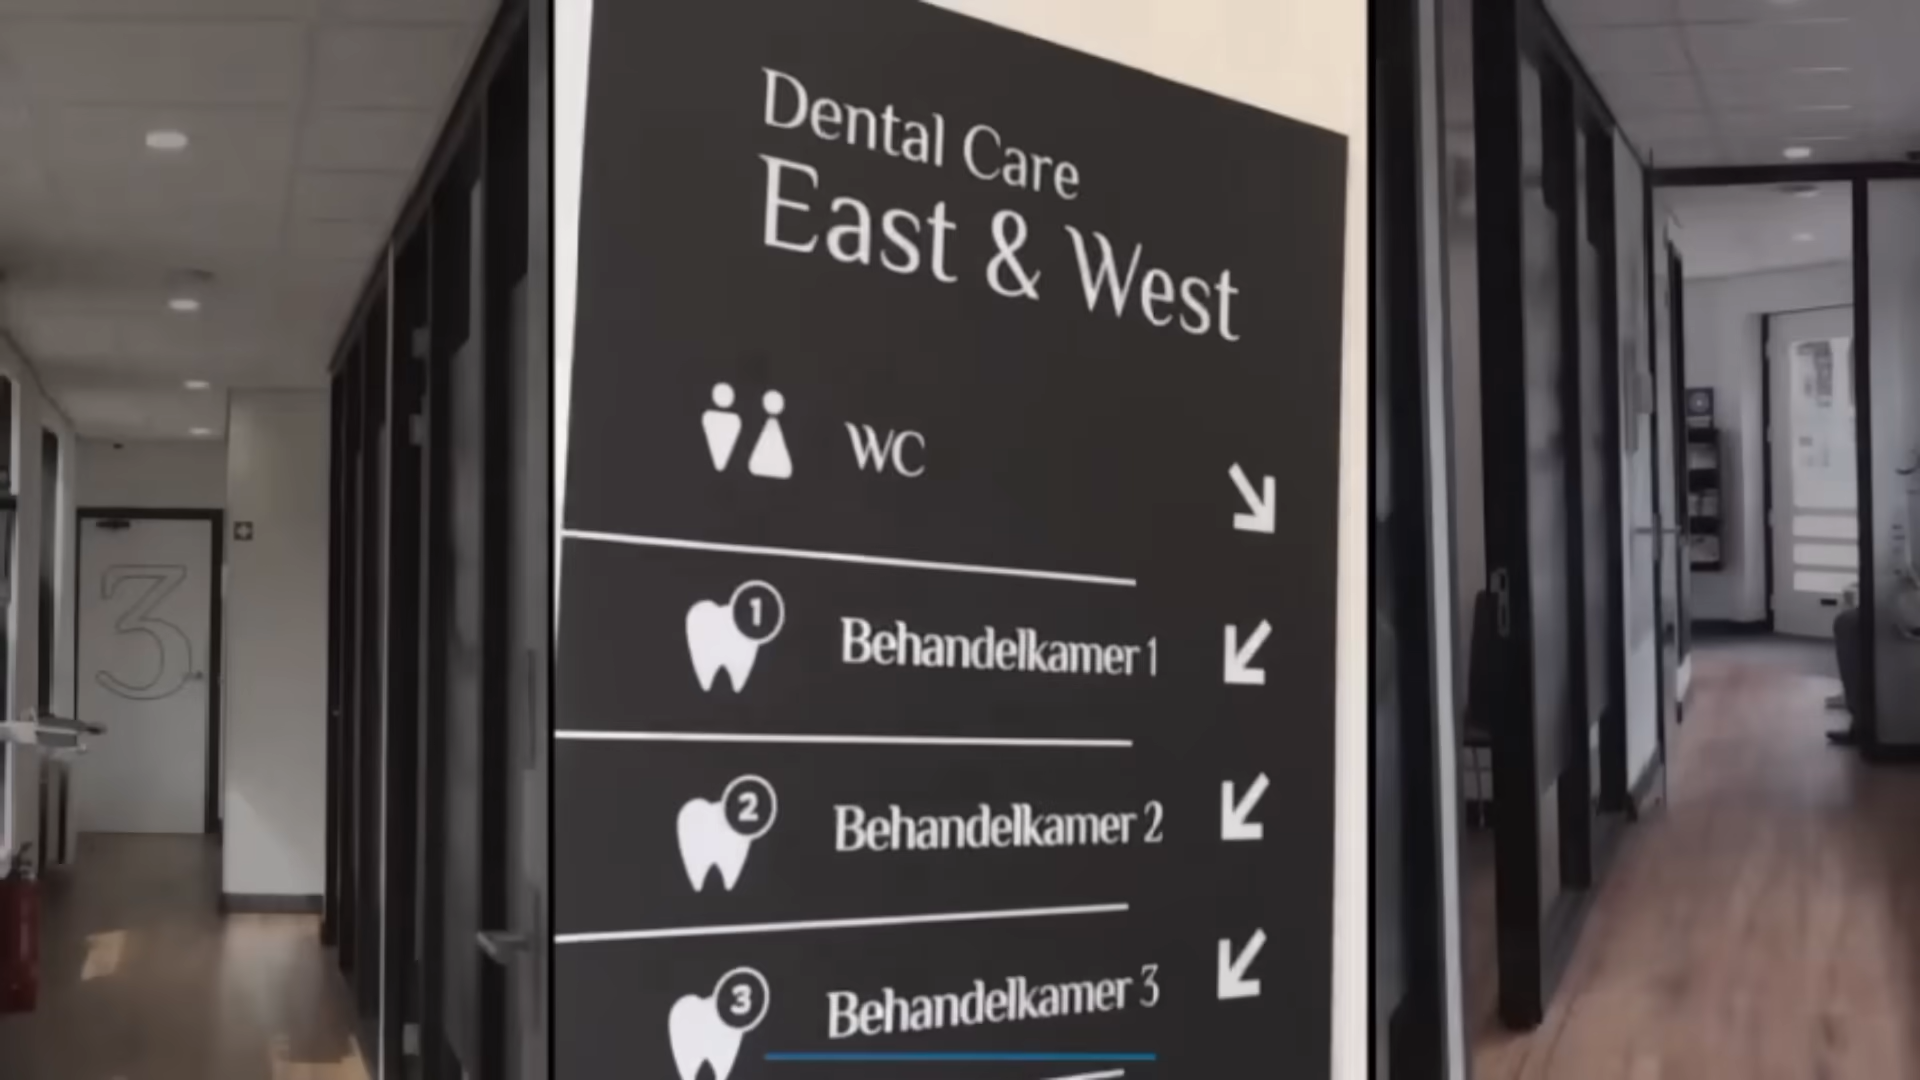 Dental Care
East & West
WC
1
Behandelkamer 1
2
Behandelkamer 2
3
Behandelkamer 3
3